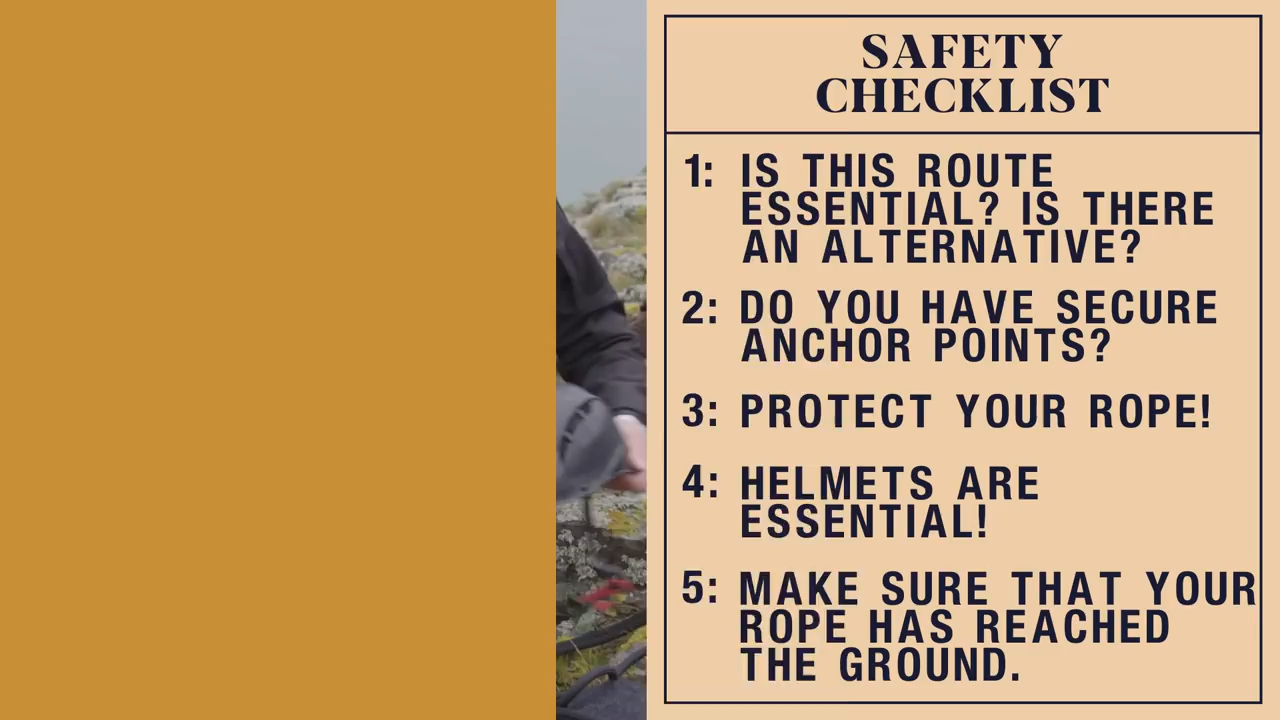 SAFETY
CHECKLIST
1: IS THIS ROUTE
ESSENTIAL? IS THERE
AN ALTERNATIVE?
2: DO YOU HAVE SECURE
ANCHOR POINTS?
3: PROTECT YOUR ROPE!
4: HELMETS ARE
ESSENTIAL!
5: MAKE SURE THAT YOUR
ROPE HAS REACHED
THE GROUND.